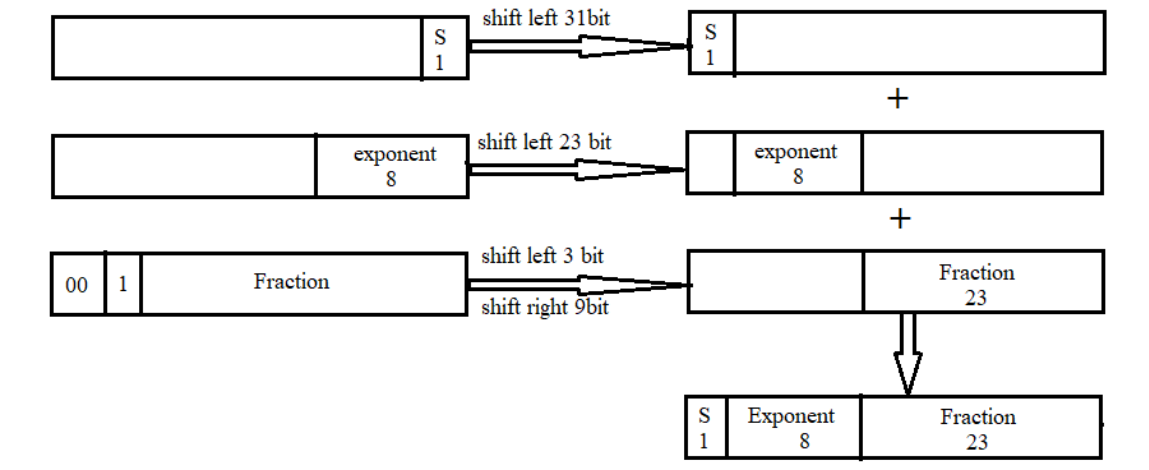 shift left 31bit
S
1
S
1
+
exponent
8
shift left 23 bit
exponent
8
+
00
1
Fraction
shift left 3 bit
shift right 9bit
Fraction
23
S
1
Exponent
8
Fraction
23